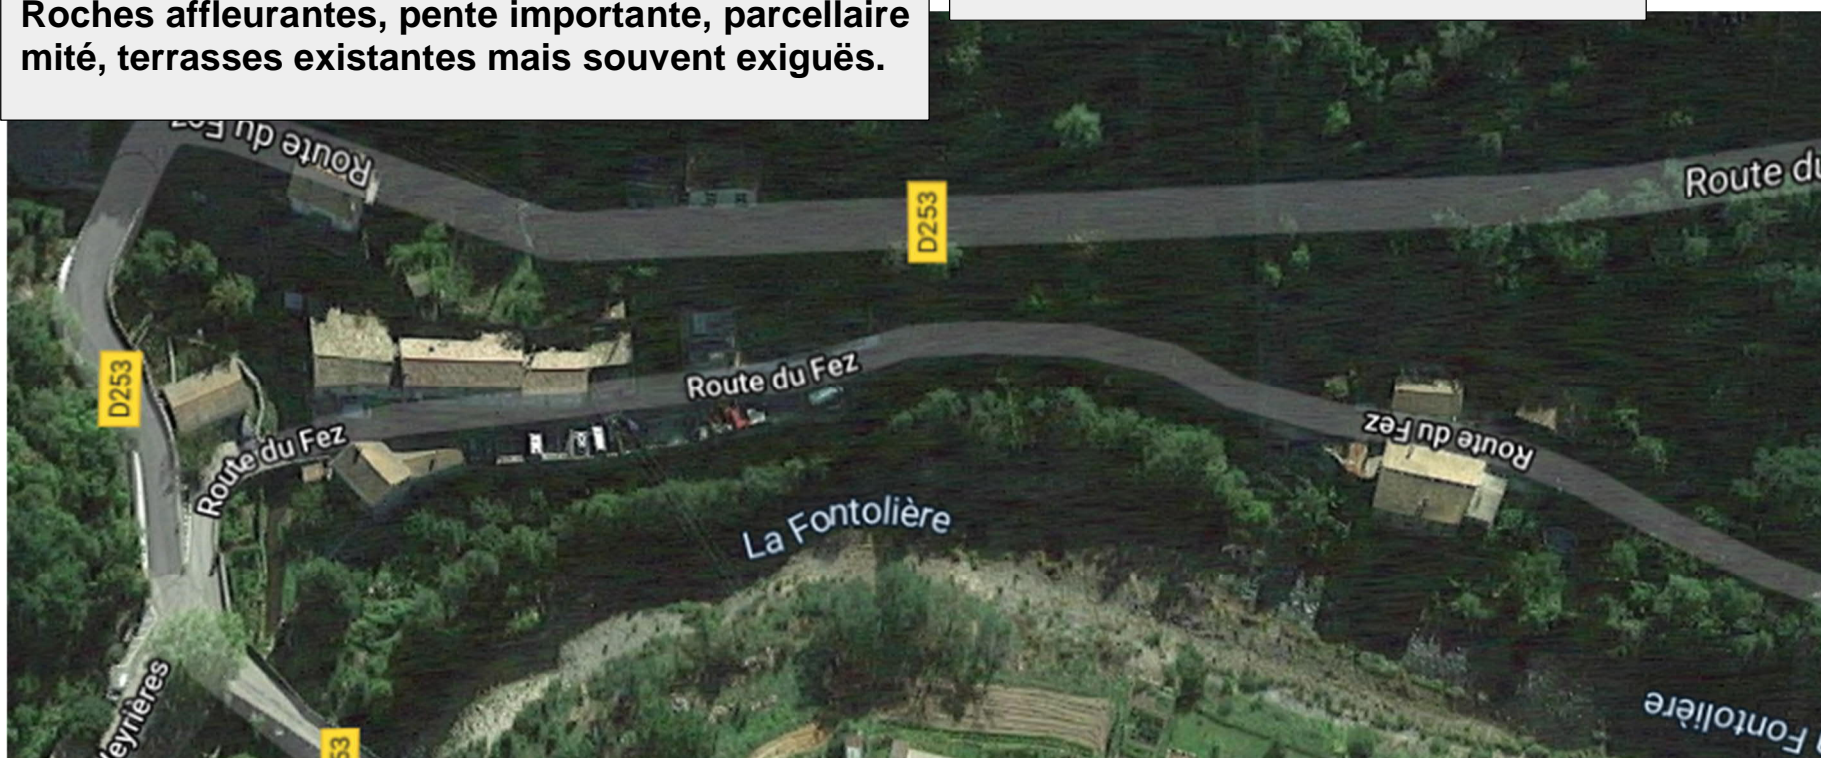 Roches affleurantes, pente importante, parcellaire
mité, terrasses existantes mais souvent exiguës.
Route du Fez
Route du
D253
D253
Route du Fez
Route du Fez
Route du Fez
La Fontolière
Fontolière
53